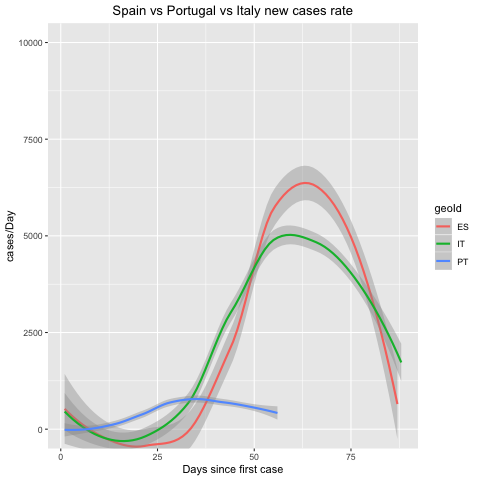 Spain vs Portugal vs Italy new cases rate
10000
7500
5000
2500
0
cases/Day
0
25
50
75
Days since first case
geoId
ES
IT
PT